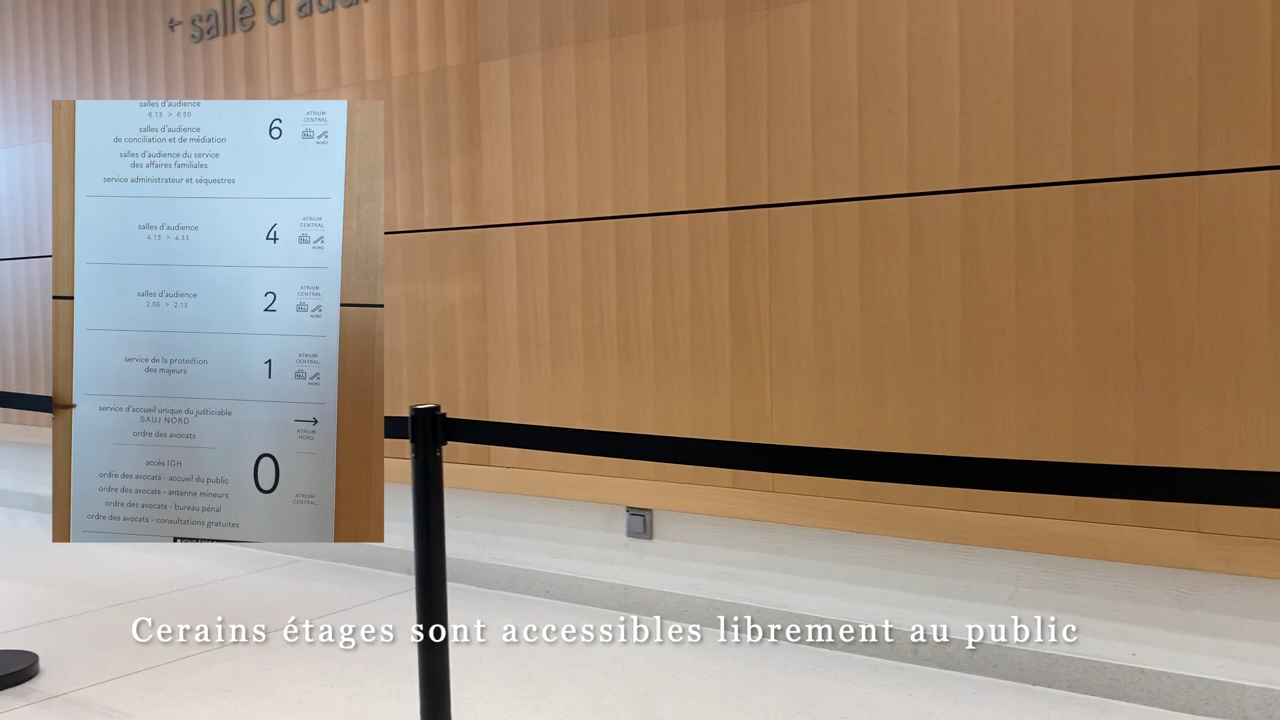 ← salle d'audi
salles d'audience
6.13 > 6.50
salles d'audience
de conciliation et de médiation
salles d'audience du service
des affaires familiales
service administrateur et séquestres
6
ATRIUM
CENTRAL
NORD
salles d'audience
4.13 > 4.33
4
ATRIUM
CENTRAL
NORD
salles d'audience
2.06 > 2.13
2
ATRIUM
CENTRAL
NORD
service de la protection
des majeurs
1
ATRIUM
CENTRAL
NORD
service d'accueil unique du justiciable
SAUJ NORD
ordre des avocats
→
ATRIUM
NORD
accès IGH
ordre des avocats - accueil du public
ordre des avocats - antenne mineurs
ordre des avocats - bureau pénal
ordre des avocats - consultations gratuites
0
ATRIUM
CENTRAL
Cerains étages sont accessibles librement au public